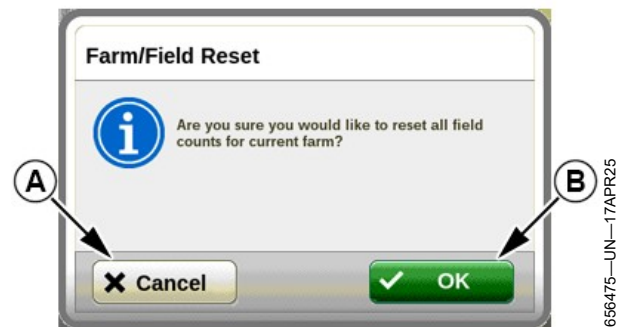 Farm/Field Reset
Are you sure you would like to reset all field
counts for current farm?
A
B
Cancel
OK
656475—UN—17APR25